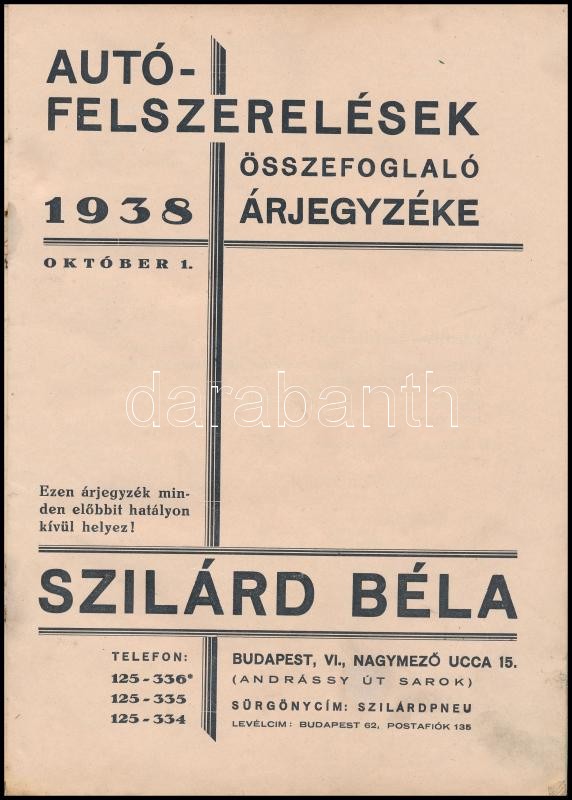 AUTÓ-
FELSZERELÉSEK
ÖSSZEFOGLALÓ
1938 ÁRJEGYZÉKE
OKTÓBER 1.
darabanth
Ezen árjegyzék min-
den előbbit hatályon
kívül helyez!
SZILÁRD BÉLA
TELEFON:
125-336*
125-335
125-334
BUDAPEST, VI., NAGYMEZŐ UCCA 15.
(ANDRÁSSY ÚT SAROK)
SÜRGÖNYCÍM: SZILÁRDPNEU
LEVÉLCIM: BUDAPEST 62, POSTAFIÓK 135